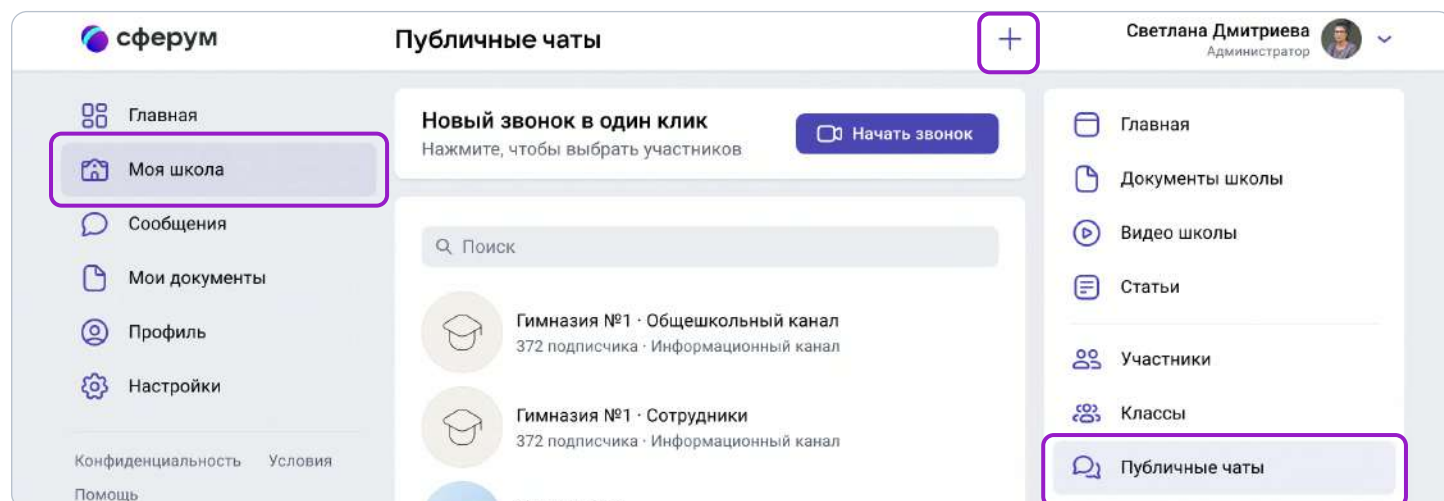 сферум
Публичные чаты
Светлана Дмитриева
Администратор
Главная
Моя школа
Сообщения
Мои документы
Профиль
Настройки
Конфиденциальность Условия
Помощь
Новый звонок в один клик
Нажмите, чтобы выбрать участников
Начать звонок
Поиск
Гимназия №1 · Общешкольный канал
372 подписчика · Информационный канал
Гимназия №1 · Сотрудники
372 подписчика · Информационный канал
Главная
Документы школы
Видео школы
Статьи
Участники
Классы
Публичные чаты